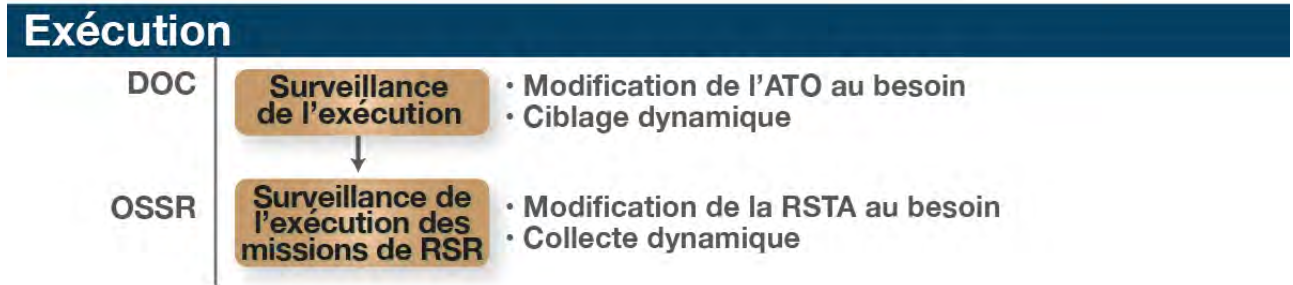 Exécution
DOC
Surveillance
de l'exécution
• Modification de l'ATO au besoin
• Ciblage dynamique
OSSR
Surveillance de
l'exécution des
missions de RSR
• Modification de la RSTA au besoin
• Collecte dynamique